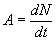 A = dN/dt